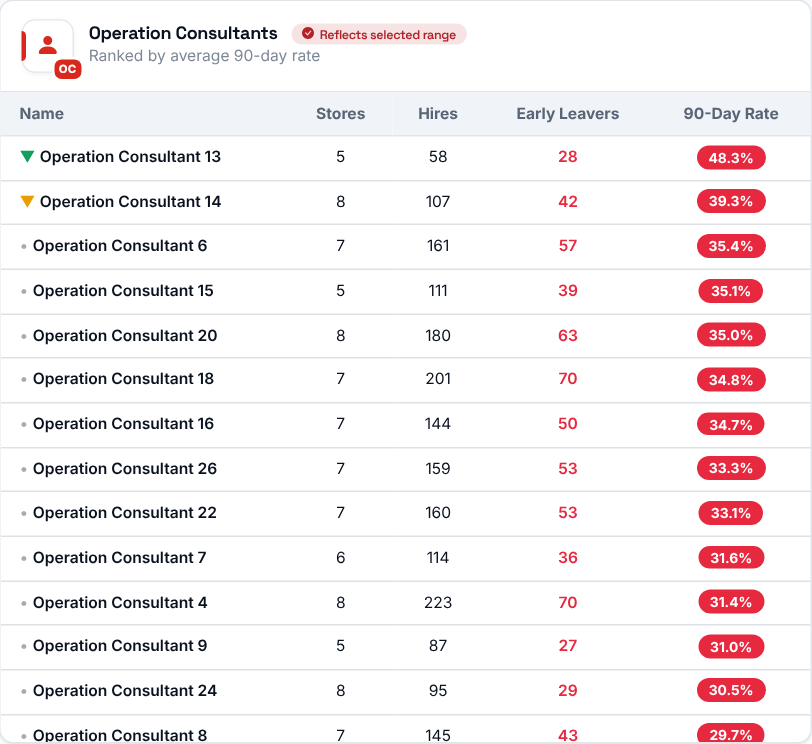 Operation Consultants Reflects selected range
Ranked by average 90-day rate
OC
Name Stores Hires Early Leavers 90-Day Rate
Operation Consultant 13 5 58 28 48.3%
Operation Consultant 14 8 107 42 39.3%
Operation Consultant 6 7 161 57 35.4%
Operation Consultant 15 5 111 39 35.1%
Operation Consultant 20 8 180 63 35.0%
Operation Consultant 18 7 201 70 34.8%
Operation Consultant 16 7 144 50 34.7%
Operation Consultant 26 7 159 53 33.3%
Operation Consultant 22 7 160 53 33.1%
Operation Consultant 7 6 114 36 31.6%
Operation Consultant 4 8 223 70 31.4%
Operation Consultant 9 5 87 27 31.0%
Operation Consultant 24 8 95 29 30.5%
Operation Consultant 8 7 145 43 29.7%